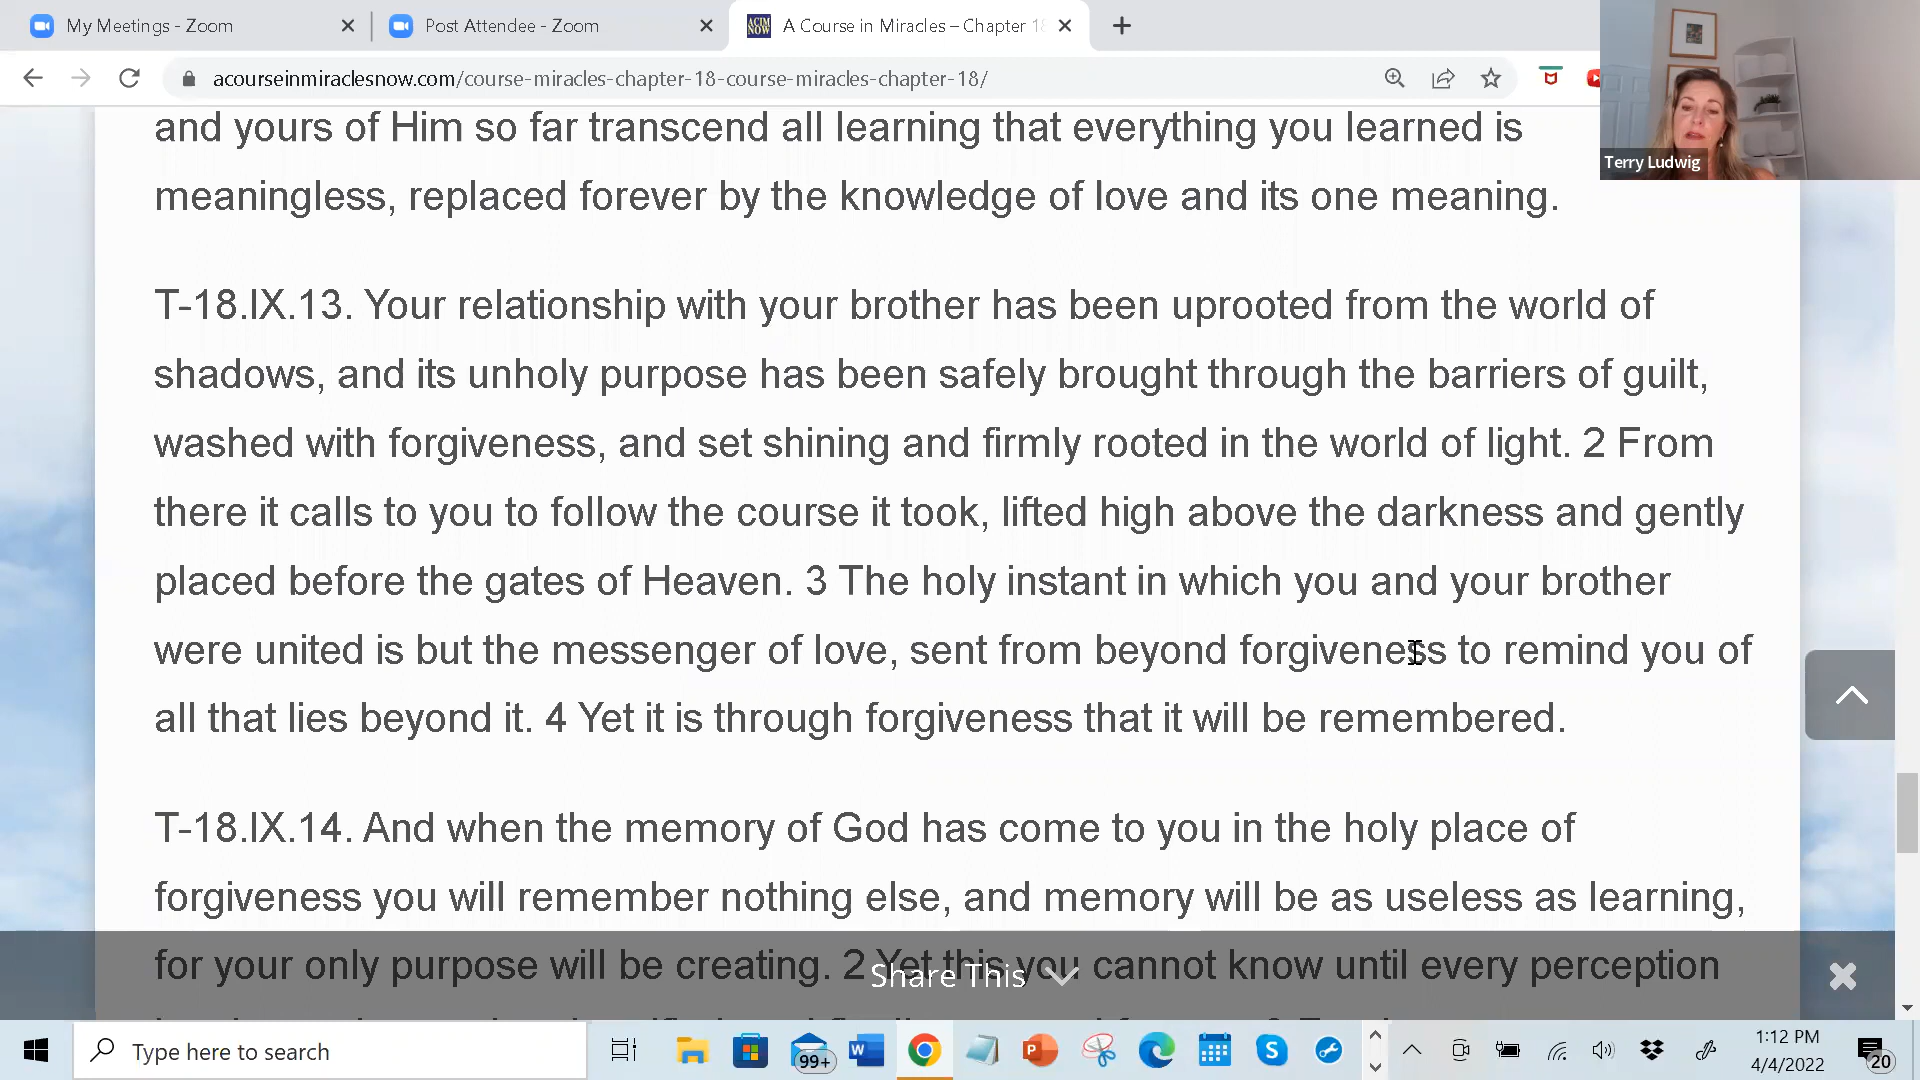 My Meetings - Zoom
Post Attendee - Zoom
ACIM NOW
A Course in Miracles – Chapter 18
acourseinmiraclesnow.com/course-miracles-chapter-18-course-miracles-chapter-18/
Terry Ludwig
and yours of Him so far transcend all learning that everything you learned is
meaningless, replaced forever by the knowledge of love and its one meaning.
T-18.IX.13. Your relationship with your brother has been uprooted from the world of
shadows, and its unholy purpose has been safely brought through the barriers of guilt,
washed with forgiveness, and set shining and firmly rooted in the world of light. 2 From
there it calls to you to follow the course it took, lifted high above the darkness and gently
placed before the gates of Heaven. 3 The holy instant in which you and your brother
were united is but the messenger of love, sent from beyond forgiveness to remind you of
all that lies beyond it. 4 Yet it is through forgiveness that it will be remembered.
T-18.IX.14. And when the memory of God has come to you in the holy place of
forgiveness you will remember nothing else, and memory will be as useless as learning,
for your only purpose will be creating. 2 Yet this you cannot know until every perception
Share This
Type here to search
99+
1:12 PM
4/4/2022
20